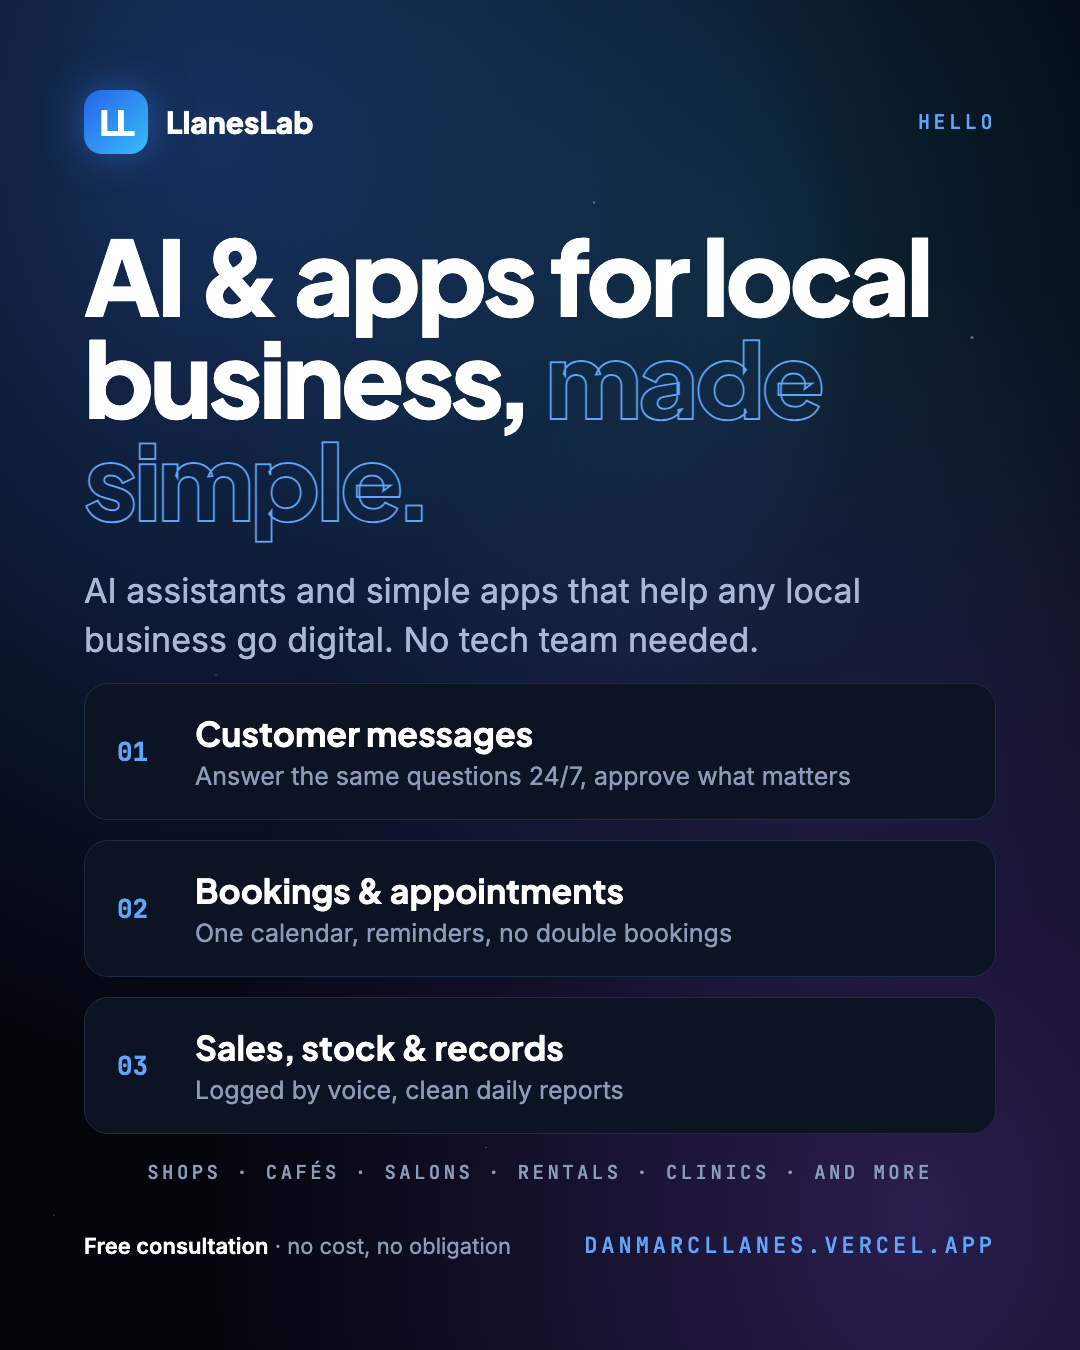 LlanesLab
HELLO
AI & apps for local
business, made
simple.
AI assistants and simple apps that help any local
business go digital. No tech team needed.
01
Customer messages
Answer the same questions 24/7, approve what matters
02
Bookings & appointments
One calendar, reminders, no double bookings
03
Sales, stock & records
Logged by voice, clean daily reports
SHOPS · CAFÉS · SALONS · RENTALS · CLINICS · AND MORE
Free consultation · no cost, no obligation
DANMARCLLANES.VERCEL.APP